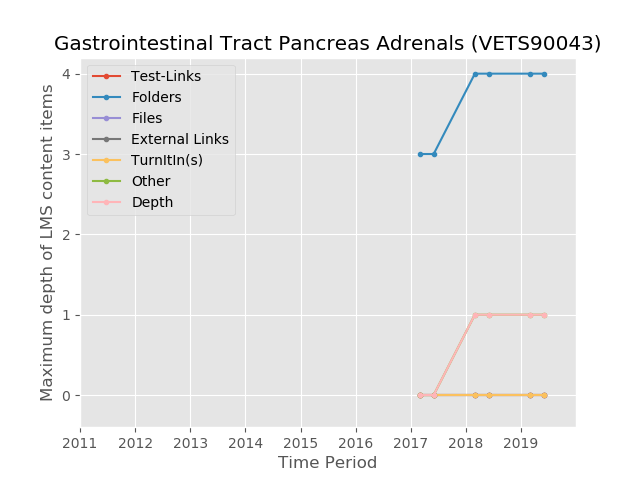 Gastrointestinal Tract Pancreas Adrenals (VETS90043)
Test-Links
Folders
Files
External Links
TurnItIn(s)
Other
Depth
Maximum depth of LMS content items
4
3
2
1
0
2011 2012 2013 2014 2015 2016 2017 2018 2019
Time Period